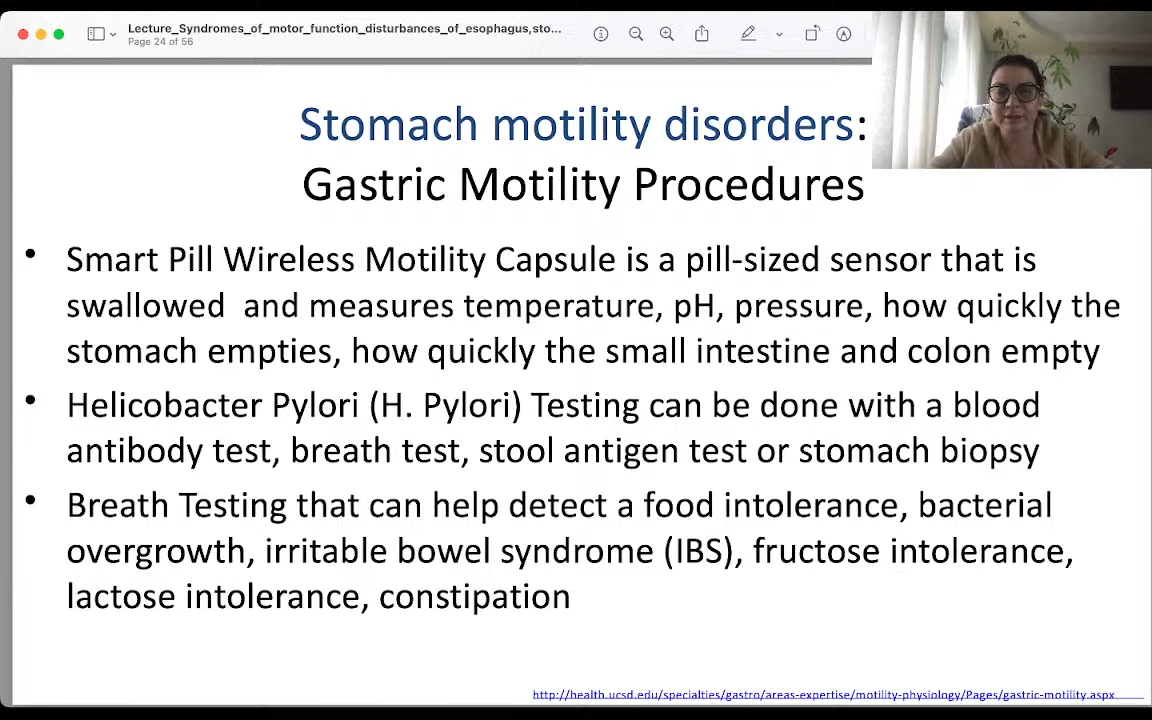 Lecture_Syndromes_of_motor_function_disturbances_of_esophagus,sto...
Page 24 of 56
Stomach motility disorders:
Gastric Motility Procedures
• Smart Pill Wireless Motility Capsule is a pill-sized sensor that is
swallowed and measures temperature, pH, pressure, how quickly the
stomach empties, how quickly the small intestine and colon empty
• Helicobacter Pylori (H. Pylori) Testing can be done with a blood
antibody test, breath test, stool antigen test or stomach biopsy
• Breath Testing that can help detect a food intolerance, bacterial
overgrowth, irritable bowel syndrome (IBS), fructose intolerance,
lactose intolerance, constipation
http://health.ucsd.edu/specialties/gastro/areas-expertise/motility-physiology/Pages/gastric-motility.aspx